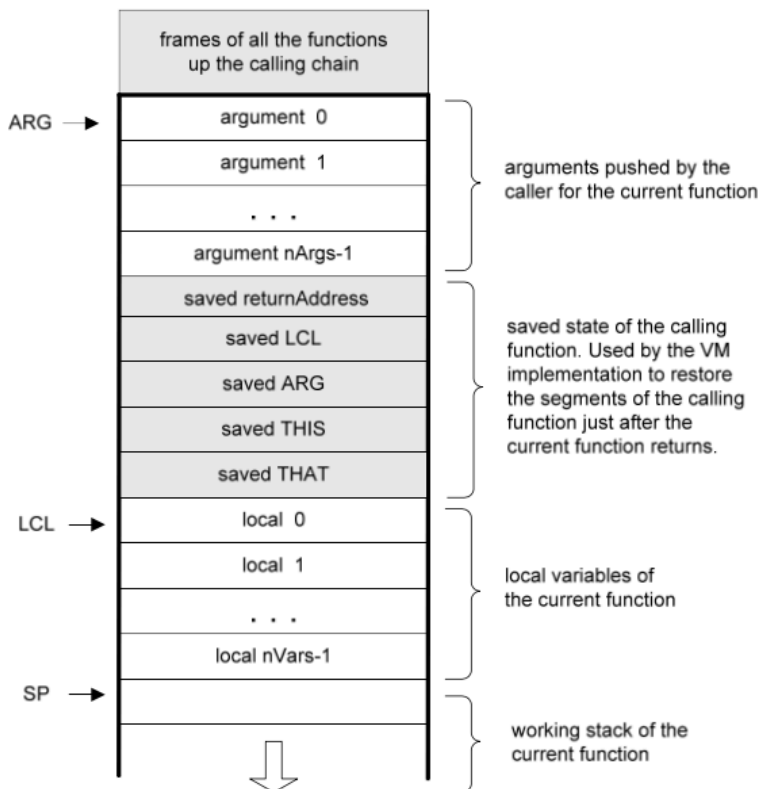 frames of all the functions
up the calling chain
ARG
argument 0
argument 1
. . .
argument nArgs-1
arguments pushed by the
caller for the current function
saved returnAddress
saved LCL
saved ARG
saved THIS
saved THAT
saved state of the calling
function. Used by the VM
implementation to restore
the segments of the calling
function just after the
current function returns.
LCL
local 0
local 1
. . .
local nVars-1
local variables of
the current function
SP
working stack of the
current function